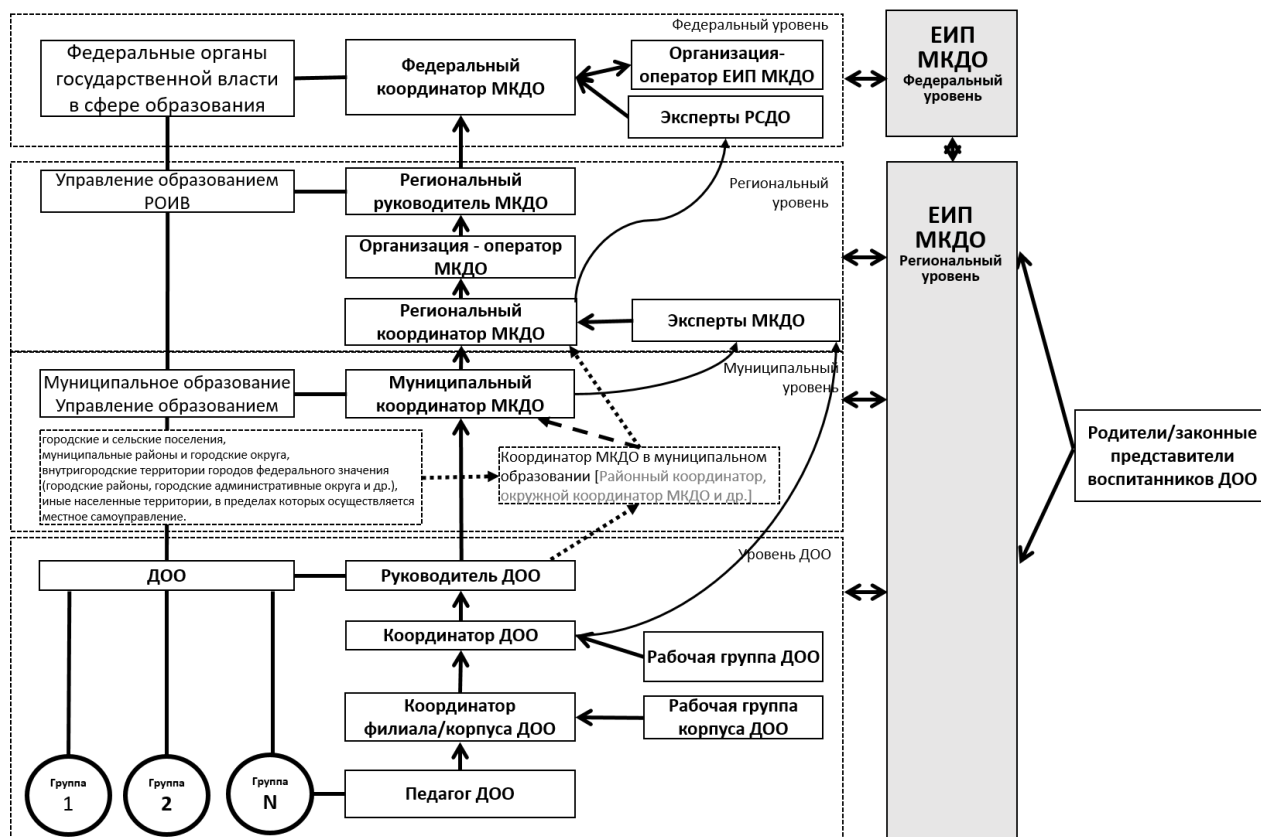 Федеральный уровень
Федеральные органы
государственной власти
в сфере образования
Федеральный
координатор МКДО
Организация-
оператор ЕИП МКДО
Эксперты РСДО
ЕИП
МКДО
Федеральный
уровень
Управление образованием
РОИВ
Региональный
руководитель МКДО
Региональный
уровень
Организация - оператор
МКДО
Региональный
координатор МКДО
Эксперты МКДО
ЕИП
МКДО
Региональный
уровень
Муниципальное образование
Управление образованием
Муниципальный
координатор МКДО
Муниципальный
уровень
городские и сельские поселения,
муниципальные районы и городские округа,
внутригородские территории городов федерального значения
(городские районы, городские административные округа и др.),
иные населенные территории, в пределах которых осуществляется
местное самоуправление.
Координатор МКДО в муниципальном
образовании [Районный координатор,
окружной координатор МКДО и др.]
Родители/законные
представители
воспитанников ДОО
Уровень ДОО
ДОО
Руководитель ДОО
Координатор ДОО
Рабочая группа ДОО
Координатор
филиала/корпуса ДОО
Рабочая группа
корпуса ДОО
Группа
1
Группа
2
Группа
N
Педагог ДОО